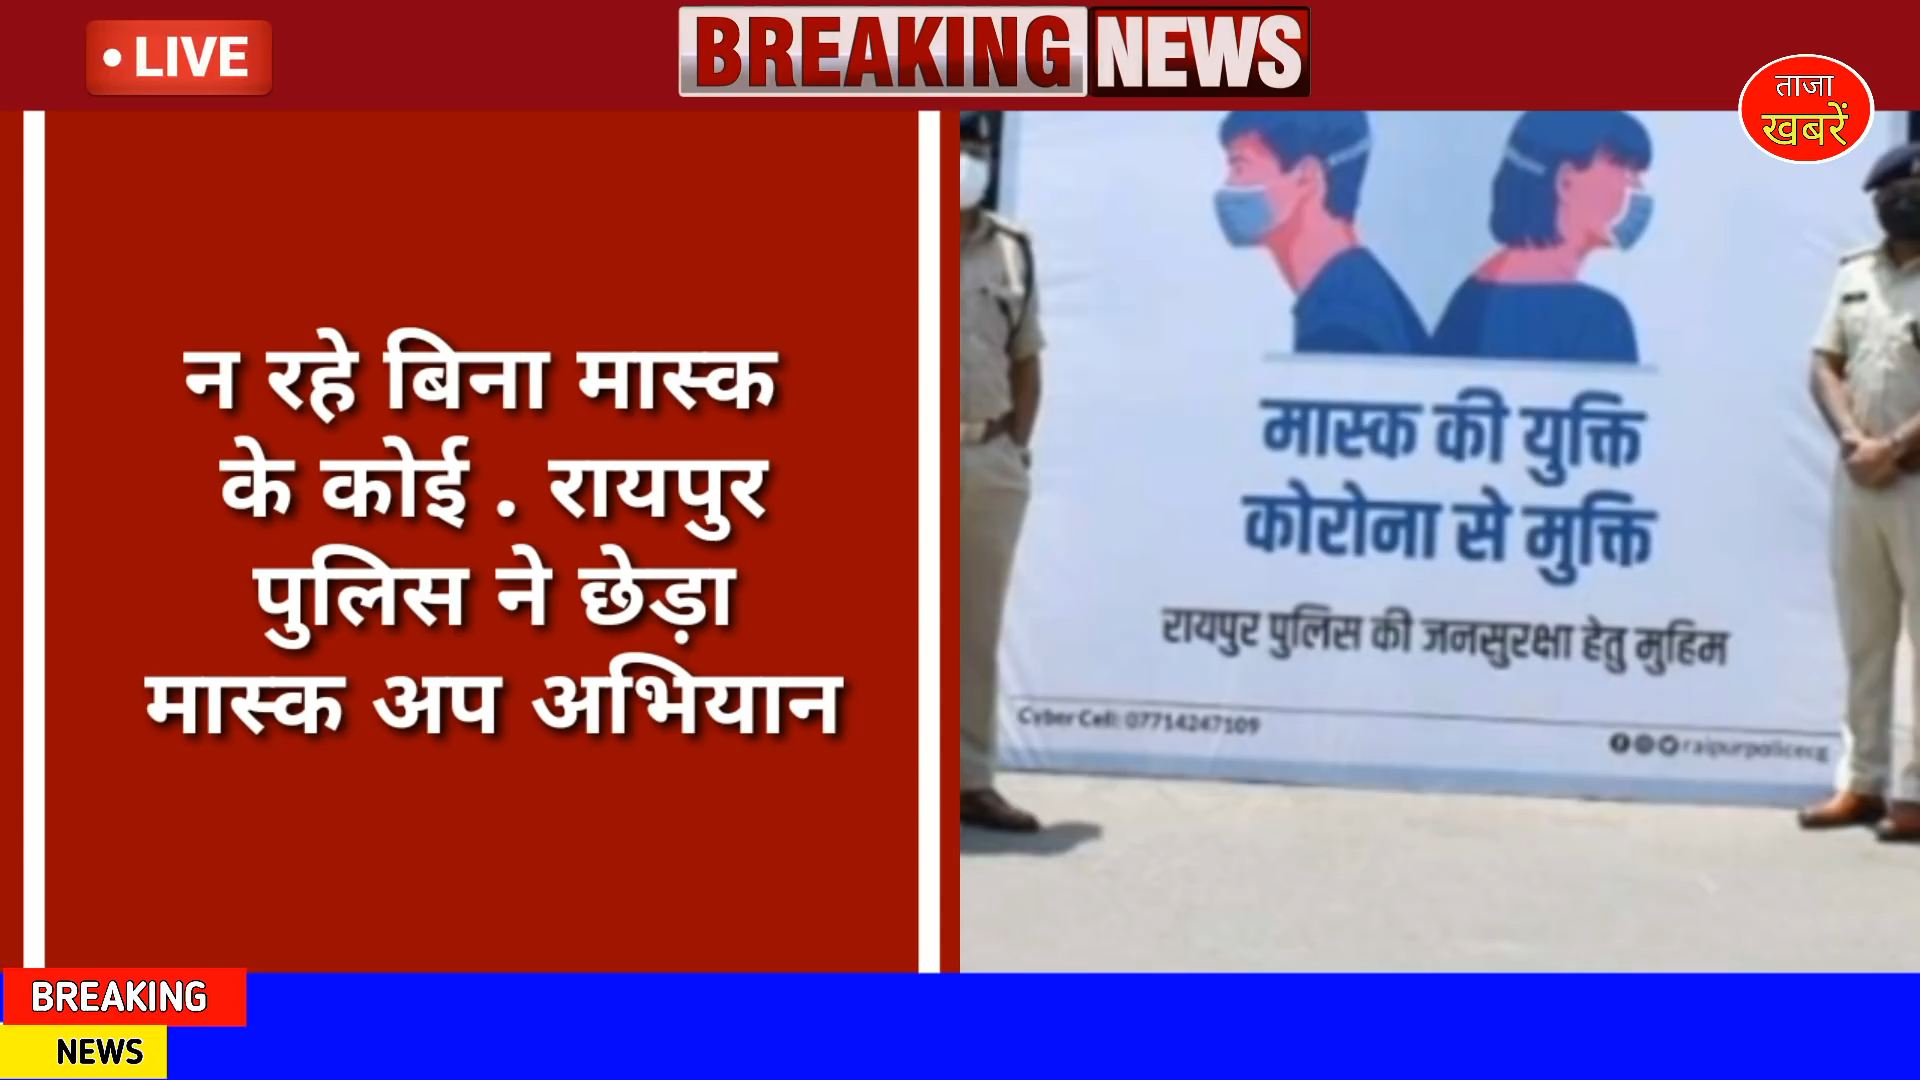 • LIVE
BREAKING NEWS
ताजा
खबरें
न रहे बिना मास्क
के कोई . रायपुर
पुलिस ने छेड़ा
मास्क अप अभियान
मास्क की युक्ति
कोरोना से मुक्ति
रायपुर पुलिस की जनसुरक्षा हेतु मुहिम
Cyber Cell: 07714247109
raipurpolicecg
BREAKING
NEWS